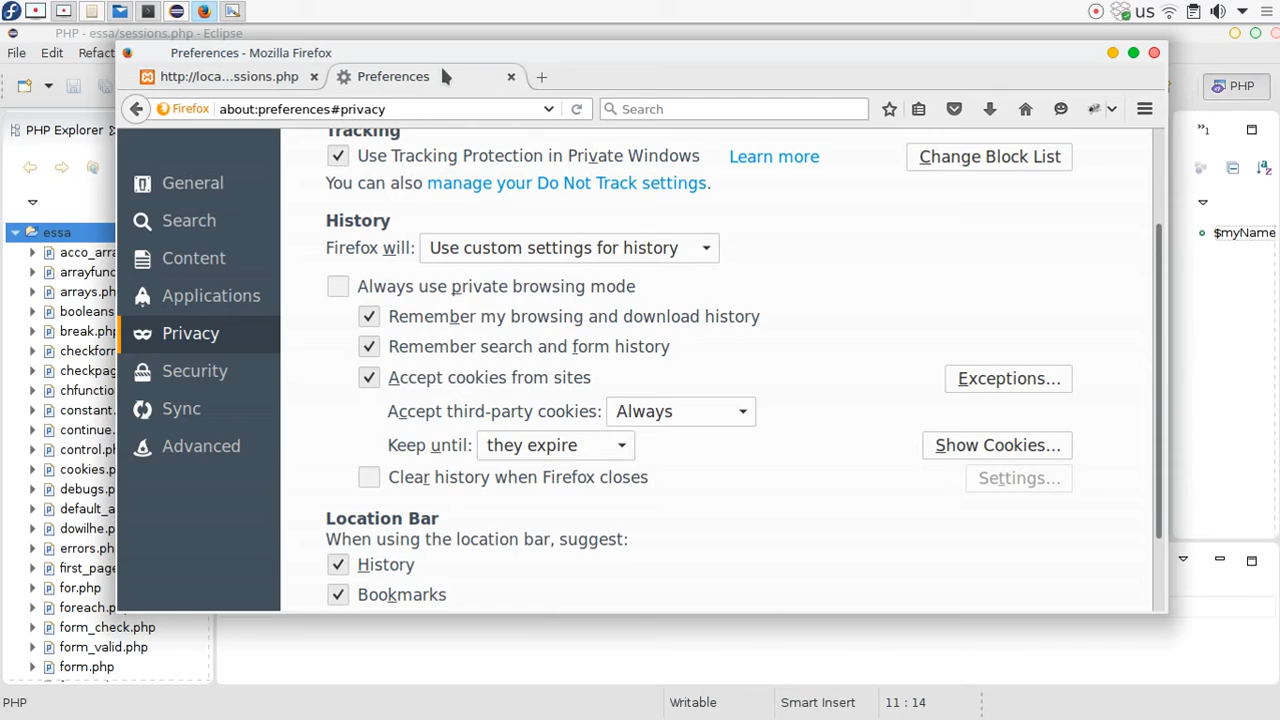 us
PHP - essa/sessions.php - Eclipse
File Edit Refact
Preferences - Mozilla Firefox
http://loca...ssions.php
Preferences
Firefox about:preferences#privacy
Search
PHP
PHP Explorer
Tracking
Use Tracking Protection in Private Windows Learn more Change Block List
You can also manage your Do Not Track settings.
General
Search
Content
Applications
Privacy
Security
Sync
Advanced
History
Firefox will: Use custom settings for history
Always use private browsing mode
Remember my browsing and download history
Remember search and form history
Accept cookies from sites Exceptions...
Accept third-party cookies: Always
Keep until: they expire Show Cookies...
Clear history when Firefox closes Settings...
Location Bar
When using the location bar, suggest:
History
Bookmarks
essa
acco_arra
arrayfunc
arrays.php
booleans
break.php
checkform
checkpag
chfunctio
constant.
continue.
control.ph
cookies.p
debugs.p
default_a
dowilhe.p
errors.ph
first_page
for.php
foreach.p
form_check.php
form_valid.php
form.php
»1
$myName
PHP
Writable Smart Insert 11 : 14